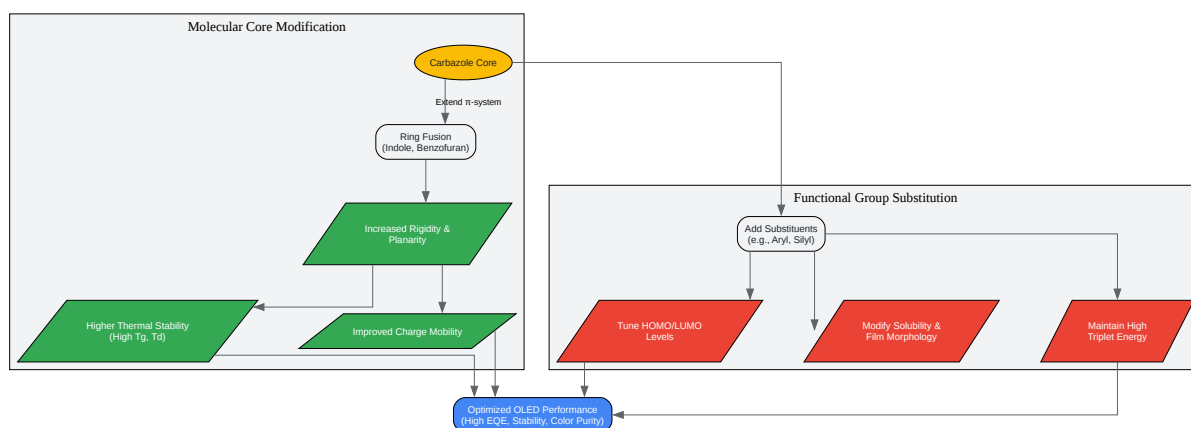 Molecular Core Modification
Carbazole Core
Extend π-system
Ring Fusion
(Indole, Benzofuran)
Increased Rigidity &
Planarity
Higher Thermal Stability
(High Tg, Td)
Improved Charge Mobility
Functional Group Substitution
Add Substituents
(e.g., Aryl, Silyl)
Tune HOMO/LUMO
Levels
Modify Solubility &
Film Morphology
Maintain High
Triplet Energy
Optimized OLED Performance
(High EQE, Stability, Color Purity)